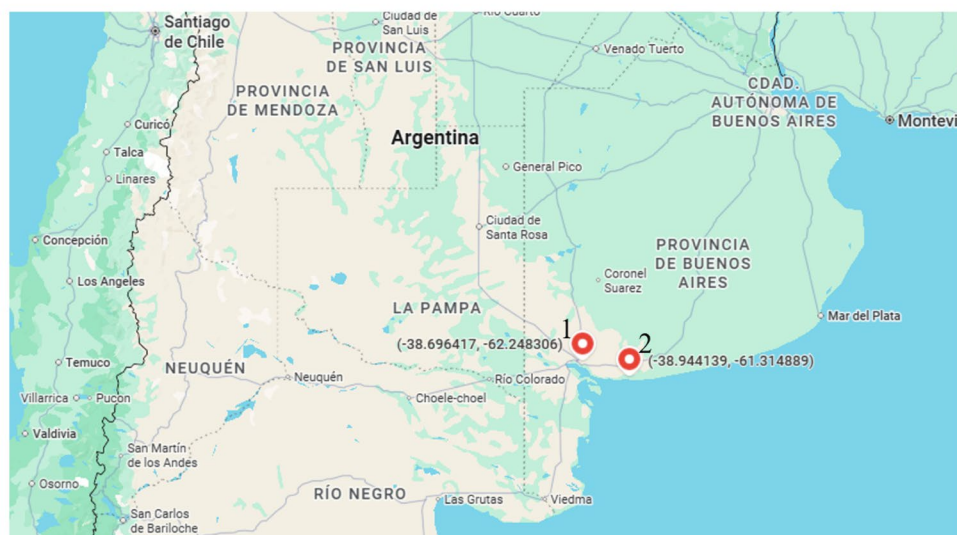 Santiago
de Chile
Ciudad de
San Luis
Río Cuarto
PROVINCIA
DE SAN LUIS
Venado Tuerto
CDAD.
AUTÓNOMA DE
BUENOS AIRES
PROVINCIA
DE MENDOZA
Curicó
Montevi
Argentina
Talca
General Pico
Linares
Ciudad de
Santa Rosa
Concepción
PROVINCIA
DE BUENOS
AIRES
Los Angeles
Coronel
Suarez
LA PAMPA
Mar del Plata
1
(-38.696417, -62.248306)
2
(-38.944139, -61.314889)
Temuco
NEUQUÉN
Neuquén
Río Colorado
Villarrica
Pucon
Choele-choel
Valdivia
San Martín
de los Andes
Osorno
RÍO NEGRO
Las Grutas
Viedma
San Carlos
de Bariloche